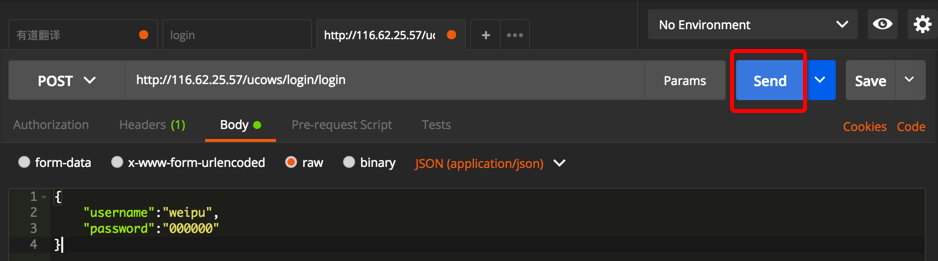 No Environment
有道翻译 login http://116.62.25.57/uc + •••
POST http://116.62.25.57/ucows/login/login Params Send Save
Authorization Headers (1) Body Pre-request Script Tests Cookies Code
form-data x-www-form-urlencoded raw binary JSON (application/json)
1 {
2 "username":"weipu",
3 "password":"000000"
4 }